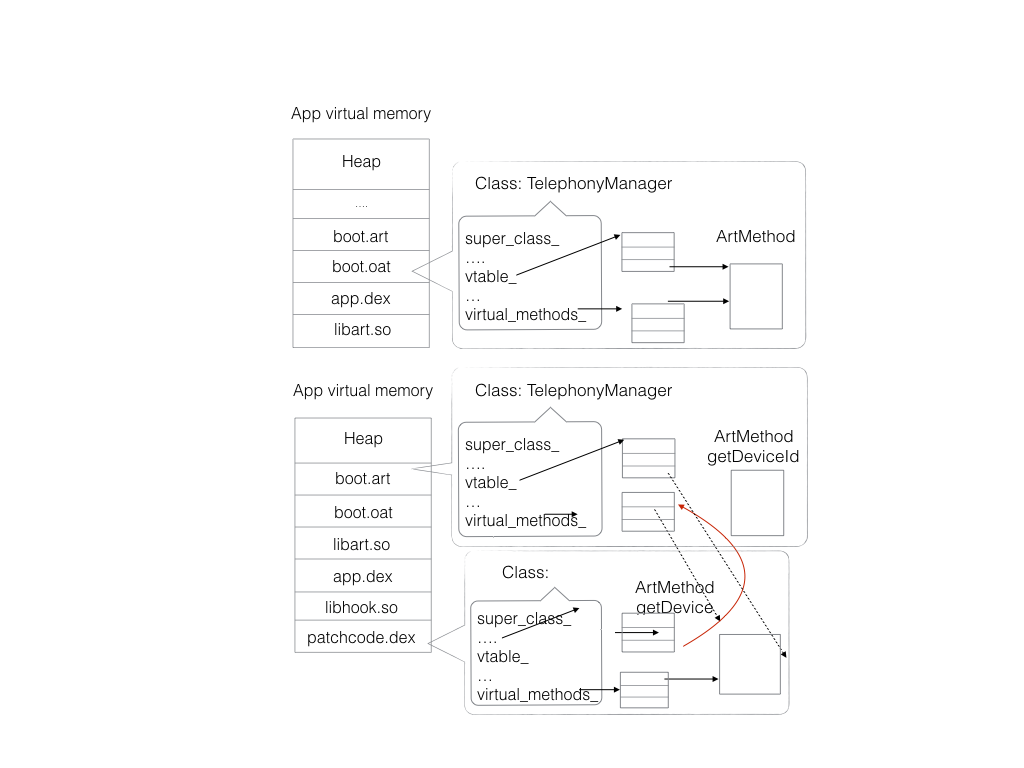 App virtual memory
Heap
....
boot.art
boot.oat
app.dex
libart.so
Class: TelephonyManager
super_class_
....
vtable_
...
virtual_methods_
ArtMethod
App virtual memory
Heap
boot.art
boot.oat
libart.so
app.dex
libhook.so
patchcode.dex
Class: TelephonyManager
super_class_
....
vtable_
...
virtual_methods_
ArtMethod
getDeviceId
Class:
super_class_
....
vtable_
...
virtual_methods_
ArtMethod
getDevice